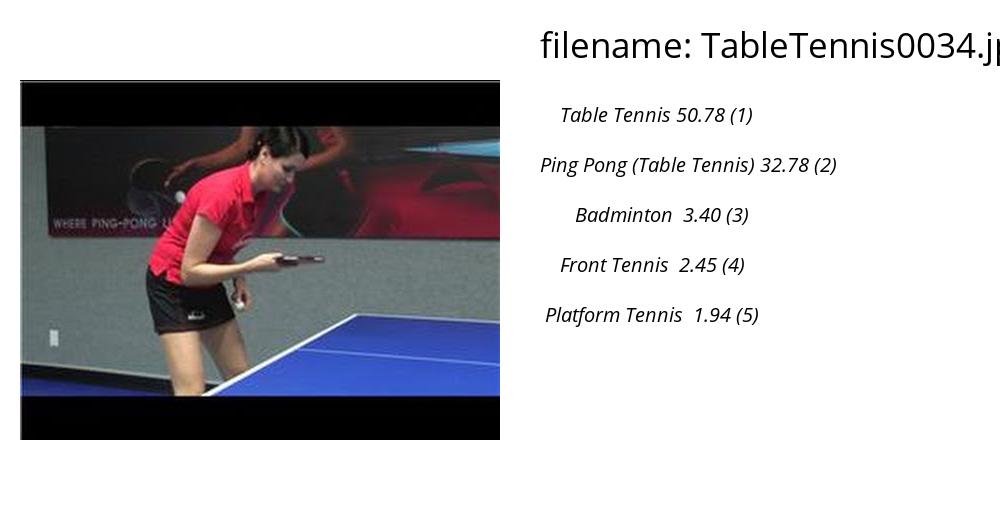 filename: TableTennis0034.jp
Table Tennis 50.78 (1)
Ping Pong (Table Tennis) 32.78 (2)
Badminton 3.40 (3)
Front Tennis 2.45 (4)
Platform Tennis 1.94 (5)
WHERE PING-PONG